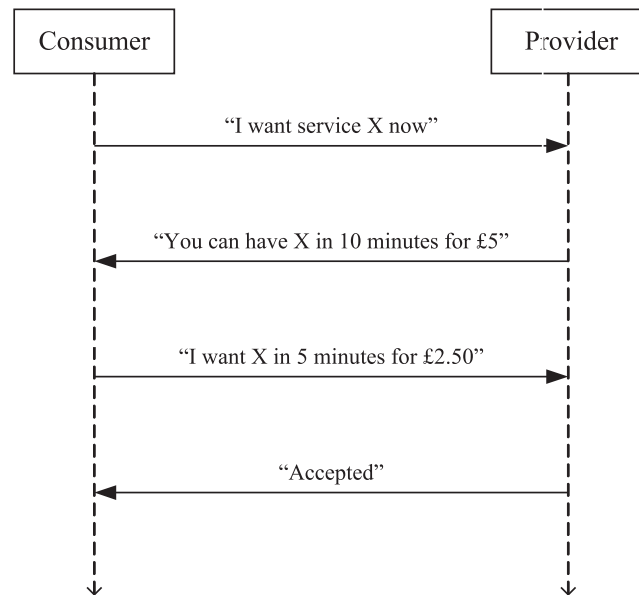 Consumer
Provider
“I want service X now”
“You can have X in 10 minutes for £5”
“I want X in 5 minutes for £2.50”
“Accepted”